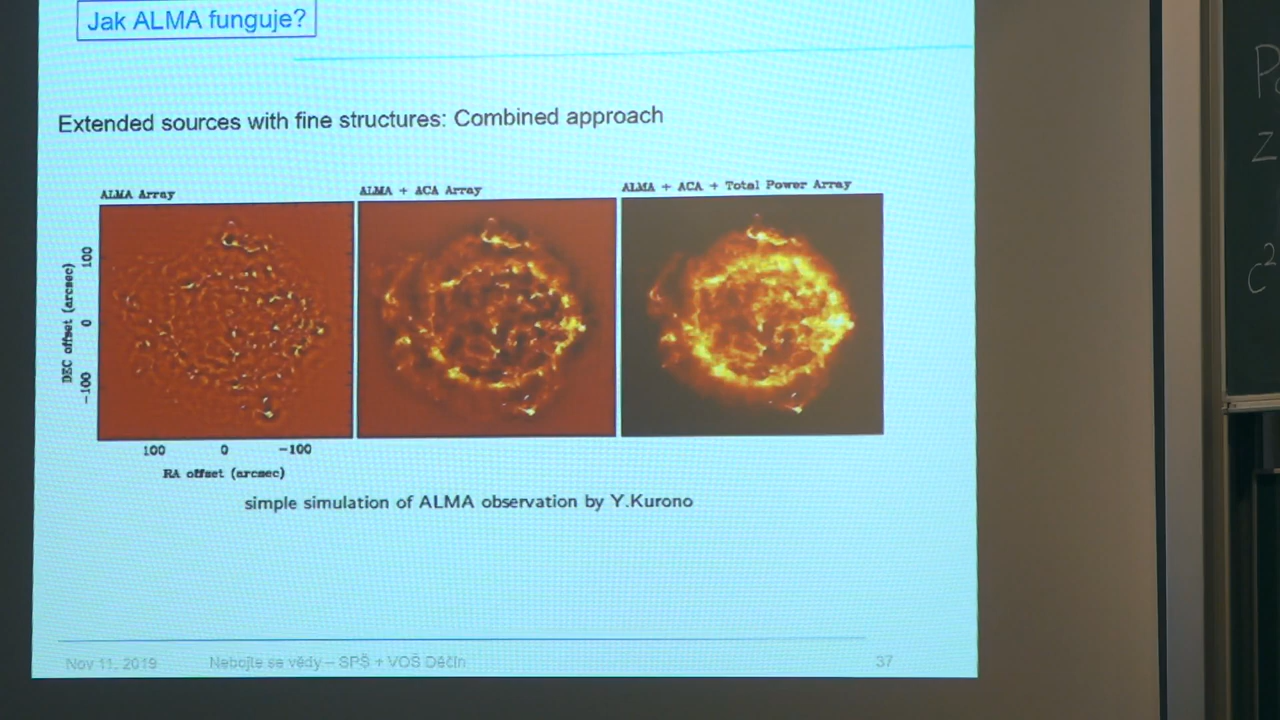 Jak ALMA funguje?
Extended sources with fine structures: Combined approach
ALMA Array
ALMA + ACA Array
ALMA + ACA + Total Power Array
DEC offset (arcsec)
100
0
-100
100 0 -100
RA offset (arcsec)
simple simulation of ALMA observation by Y.Kurono
Nov 11, 2019 Nebojte se vědy – SPŠ + VOŠ Děčín 37
Z
c²